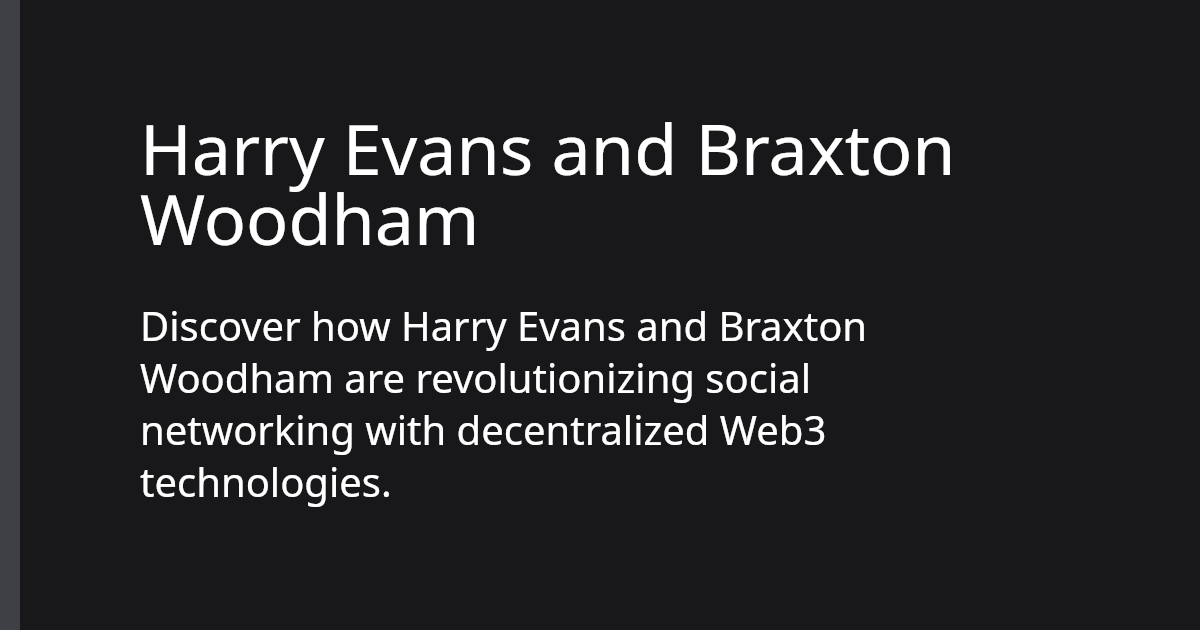 Harry Evans and Braxton
Woodham
Discover how Harry Evans and Braxton
Woodham are revolutionizing social
networking with decentralized Web3
technologies.